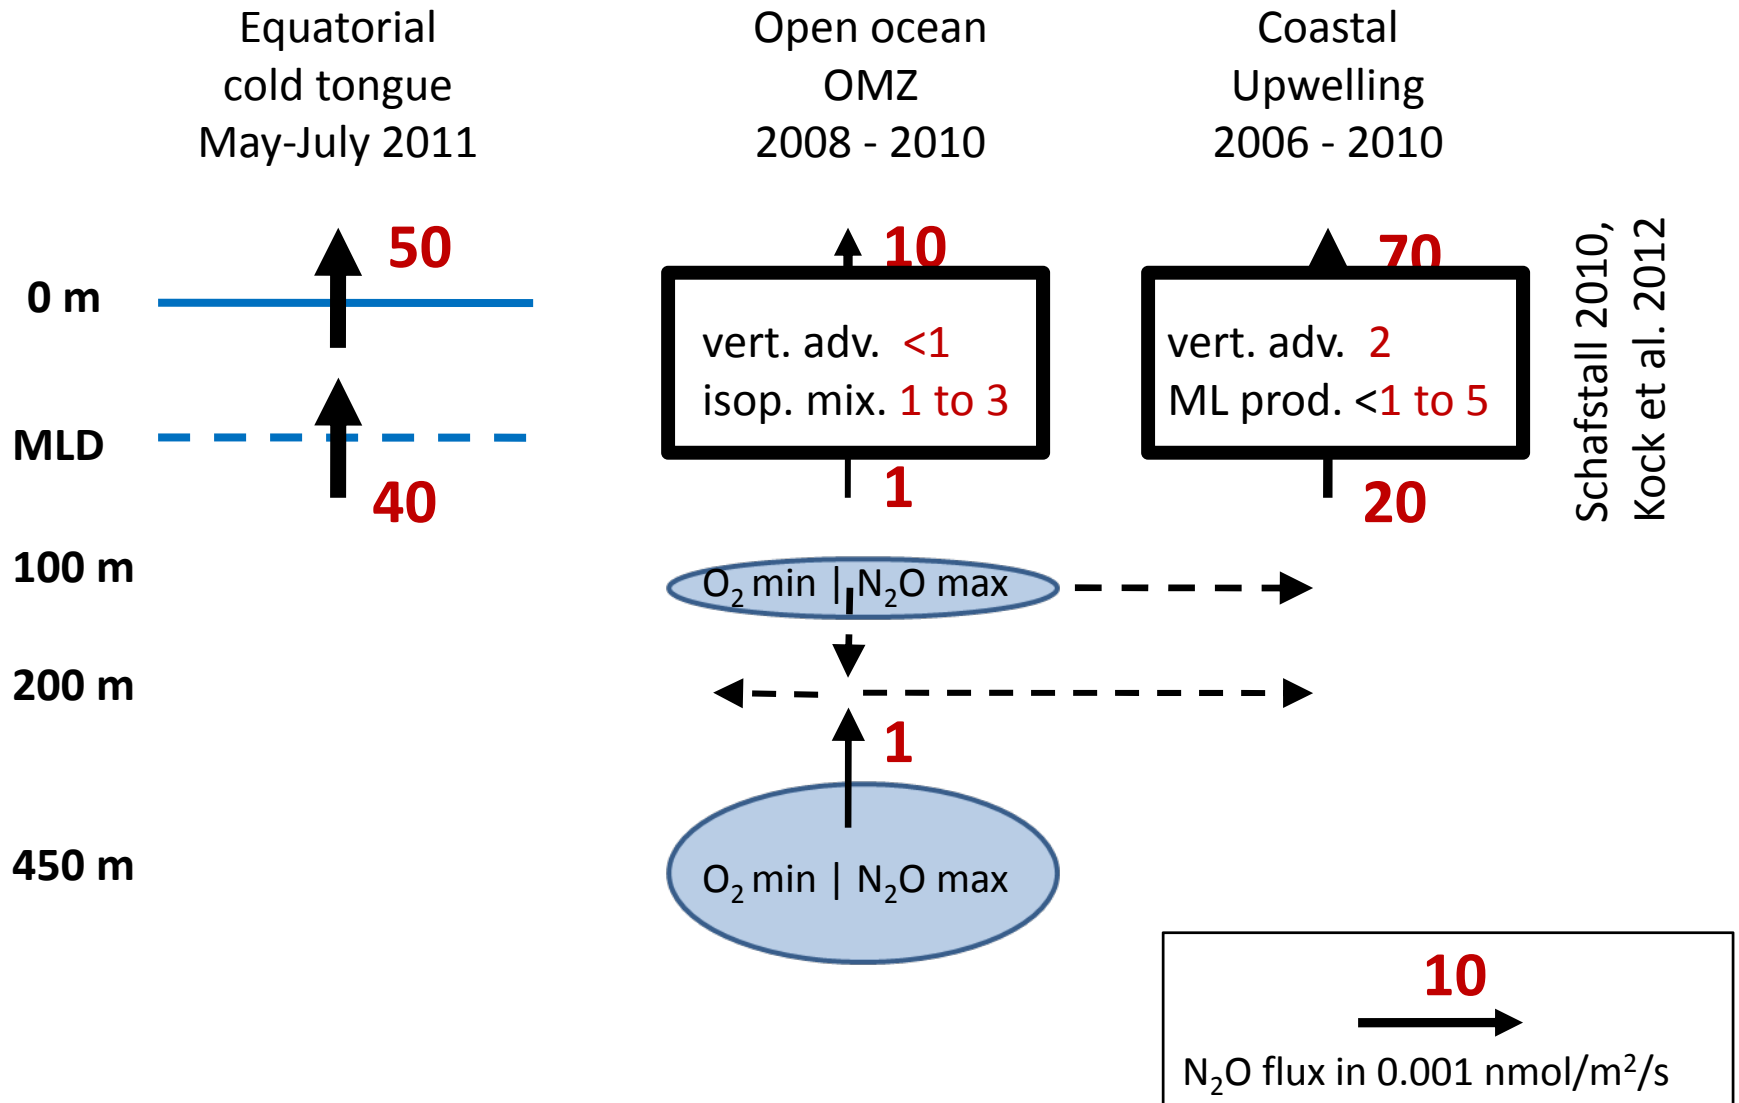 Equatorial
cold tongue
May-July 2011
Open ocean
OMZ
2008 - 2010
Coastal
Upwelling
2006 - 2010
50
10
70
0 m
vert. adv. <1
isop. mix. 1 to 3
vert. adv. 2
ML prod. <1 to 5
MLD
40
1
20
Schafstall 2010,
Kock et al. 2012
100 m
O₂ min | N₂O max
200 m
1
450 m
O₂ min | N₂O max
10
N₂O flux in 0.001 nmol/m²/s